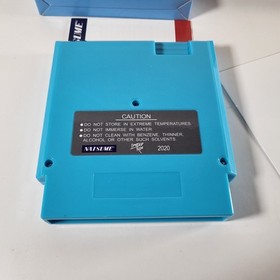 NATSUME
CAUTION
● DO NOT STORE IN EXTREME TEMPERATURES.
● DO NOT IMMERSE IN WATER.
● DO NOT CLEAN WITH BENZENE, THINNER,
ALCOHOL OR OTHER SUCH SOLVENTS.
NATSUME 2020